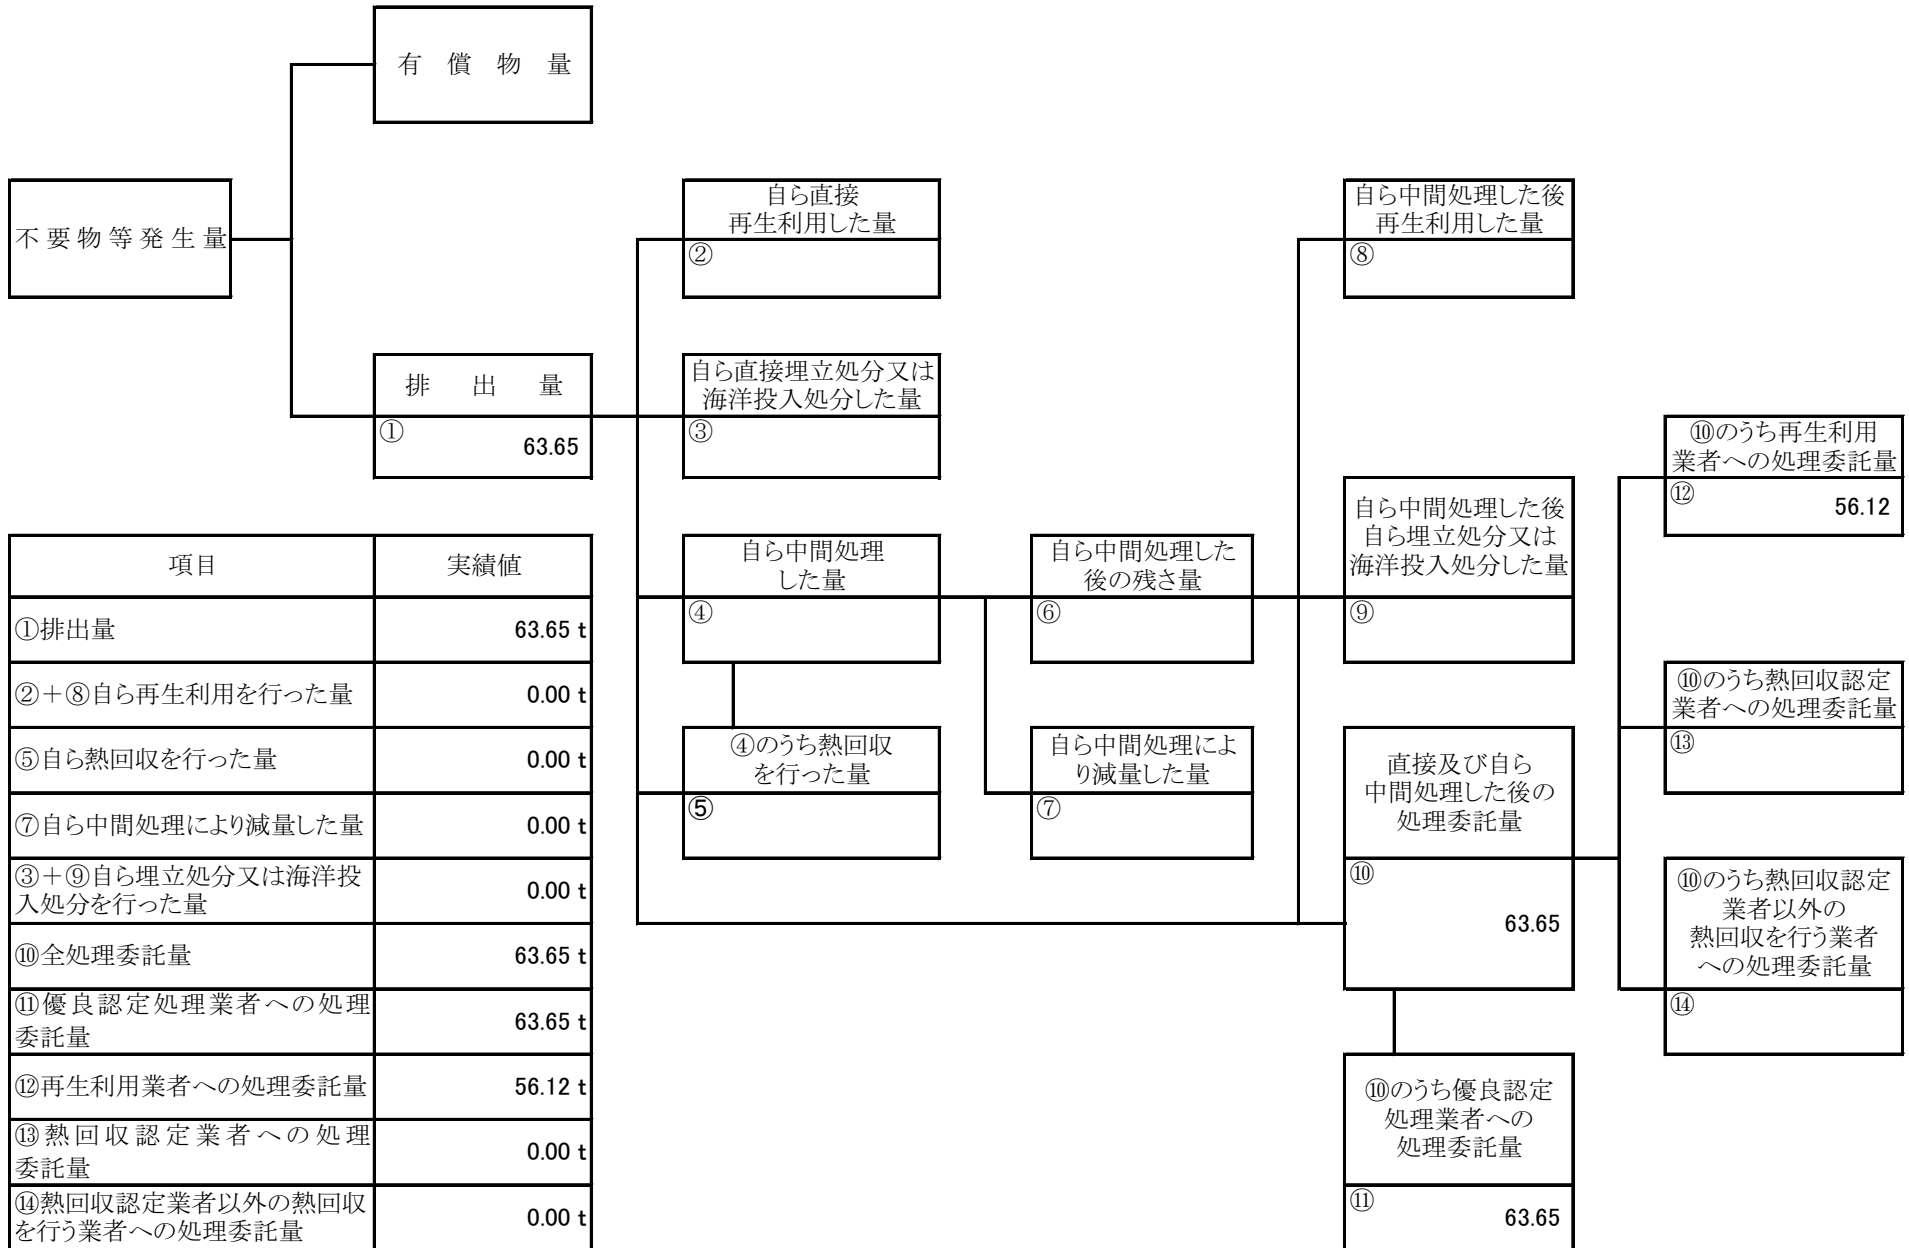 有償物量
不要物等発生量
排出量
①
63.65
自ら直接
再生利用した量
②
自ら直接埋立処分又は
海洋投入処分した量
③
自ら中間処理
した量
④
④のうち熱回収
を行った量
⑤
自ら中間処理した
後の残さ量
⑥
自ら中間処理によ
り減量した量
⑦
自ら中間処理した後
再生利用した量
⑧
自ら中間処理した後
自ら埋立処分又は
海洋投入処分した量
⑨
直接及び自ら
中間処理した後の
処理委託量
⑩
63.65
⑩のうち優良認定
処理業者への
処理委託量
⑪
63.65
⑩のうち再生利用
業者への処理委託量
⑫
56.12
⑩のうち熱回収認定
業者への処理委託量
⑬
⑩のうち熱回収認定
業者以外の
熱回収を行う業者
への処理委託量
⑭
項目 実績値
①排出量 63.65 t
②＋⑧自ら再生利用を行った量 0.00 t
⑤自ら熱回収を行った量 0.00 t
⑦自ら中間処理により減量した量 0.00 t
③＋⑨自ら埋立処分又は海洋投
入処分を行った量 0.00 t
⑩全処理委託量 63.65 t
⑪優良認定処理業者への処理
委託量 63.65 t
⑫再生利用業者への処理委託量 56.12 t
⑬熱回収認定業者への処理
委託量 0.00 t
⑭熱回収認定業者以外の熱回収
を行う業者への処理委託量 0.00 t